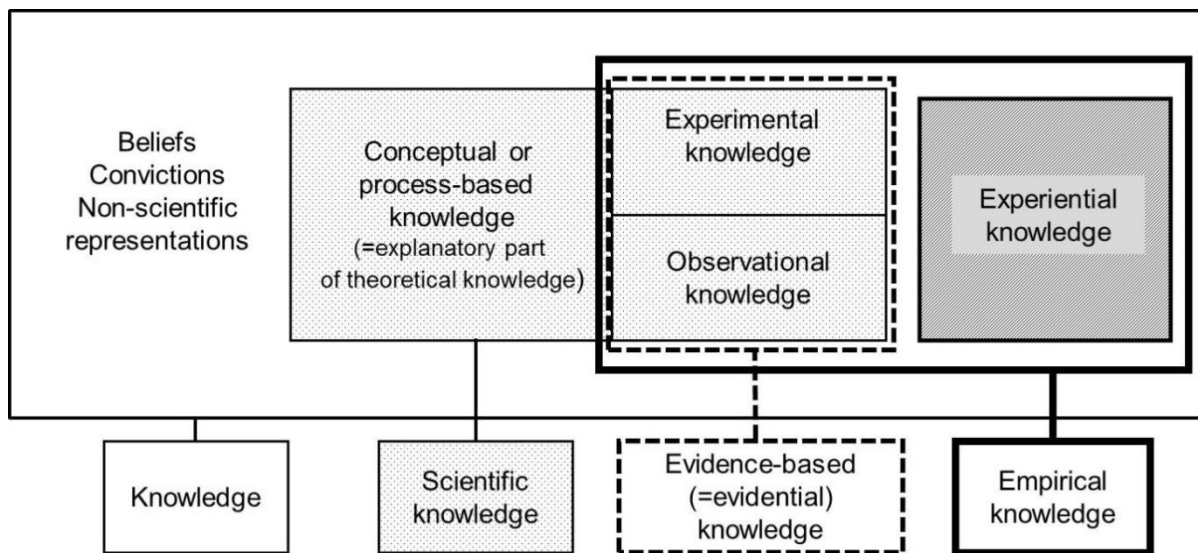 Beliefs
Convictions
Non-scientific
representations
Conceptual or
process-based
knowledge
(=explanatory part
of theoretical knowledge)
Experimental
knowledge
Observational
knowledge
Experiential
knowledge
Knowledge
Scientific
knowledge
Evidence-based
(=evidential)
knowledge
Empirical
knowledge